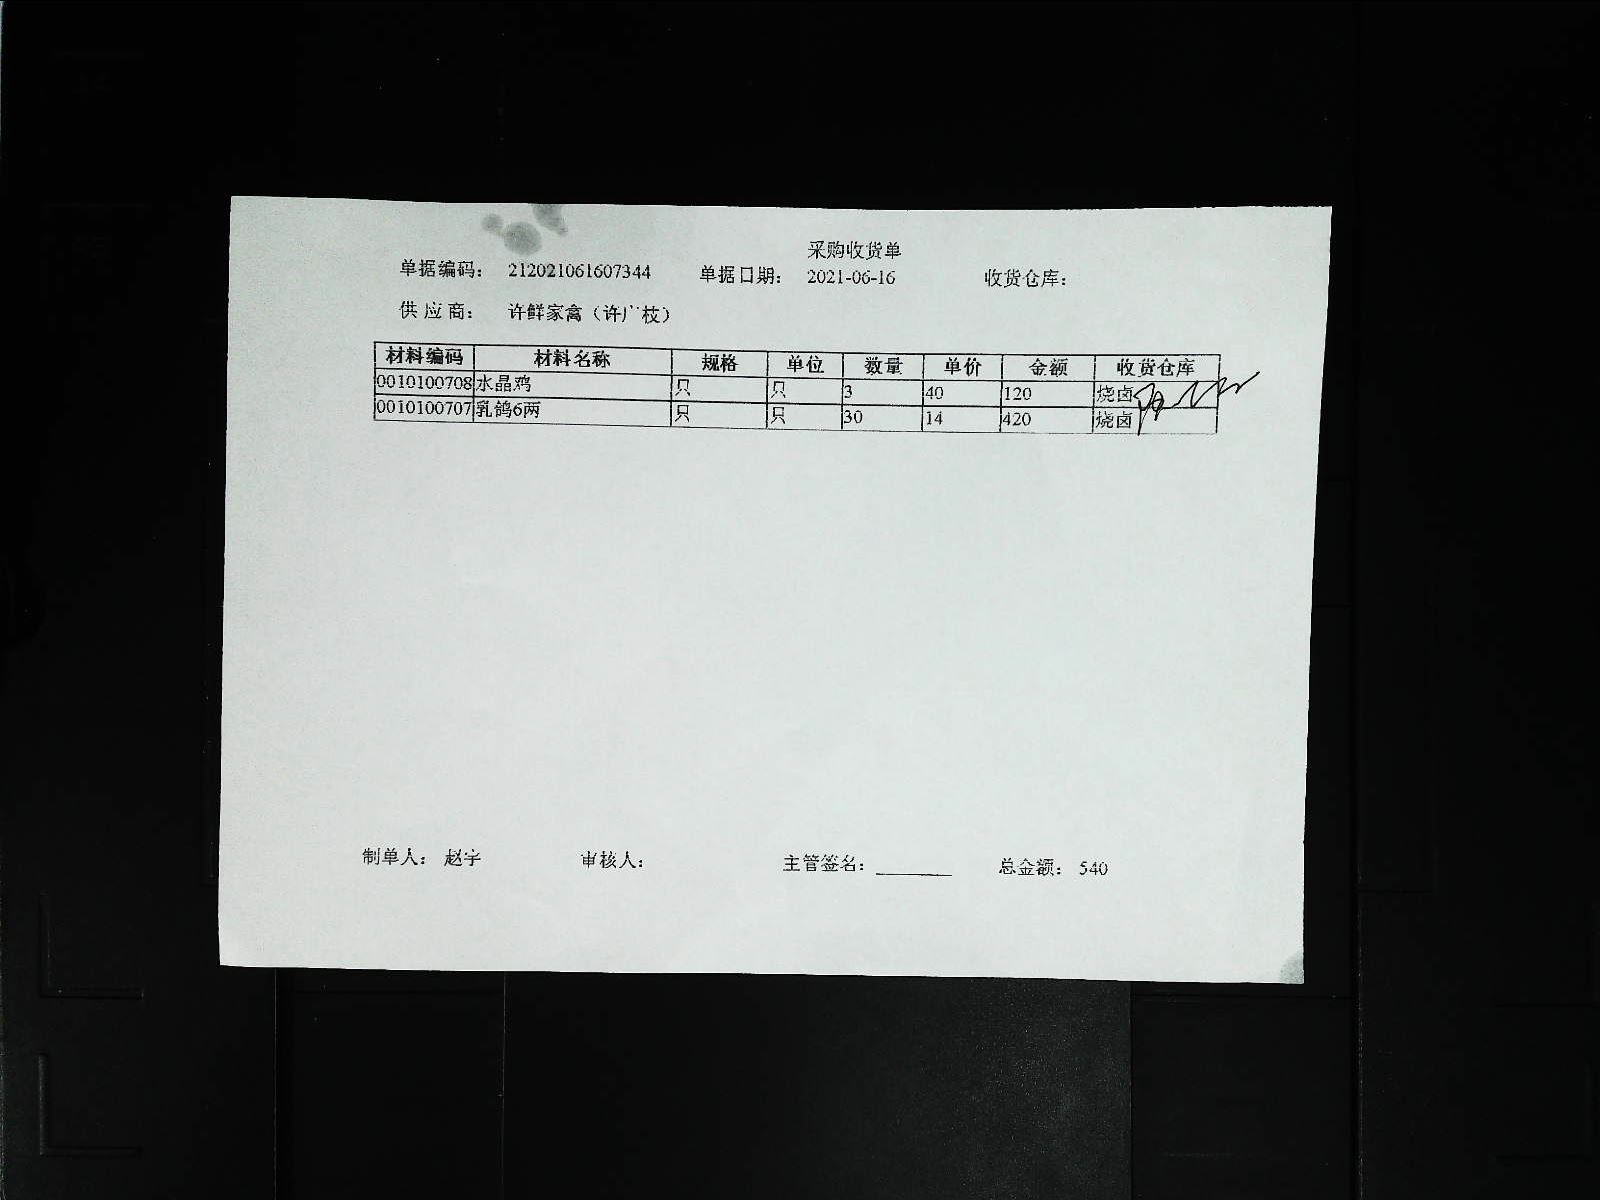 采购收货单
单据编码： 212021061607344 单据日期： 2021-06-16 收货仓库：
供 应 商： 许鲜家禽（许广枝）
材料编码 材料名称 规格 单位 数量 单价 金额 收货仓库
0010100708 水晶鸡 只 只 3 40 120 烧卤
0010100707 乳鸽6两 只 只 30 14 420 烧卤
制单人： 赵宇 审核人： 主管签名： 总金额： 540